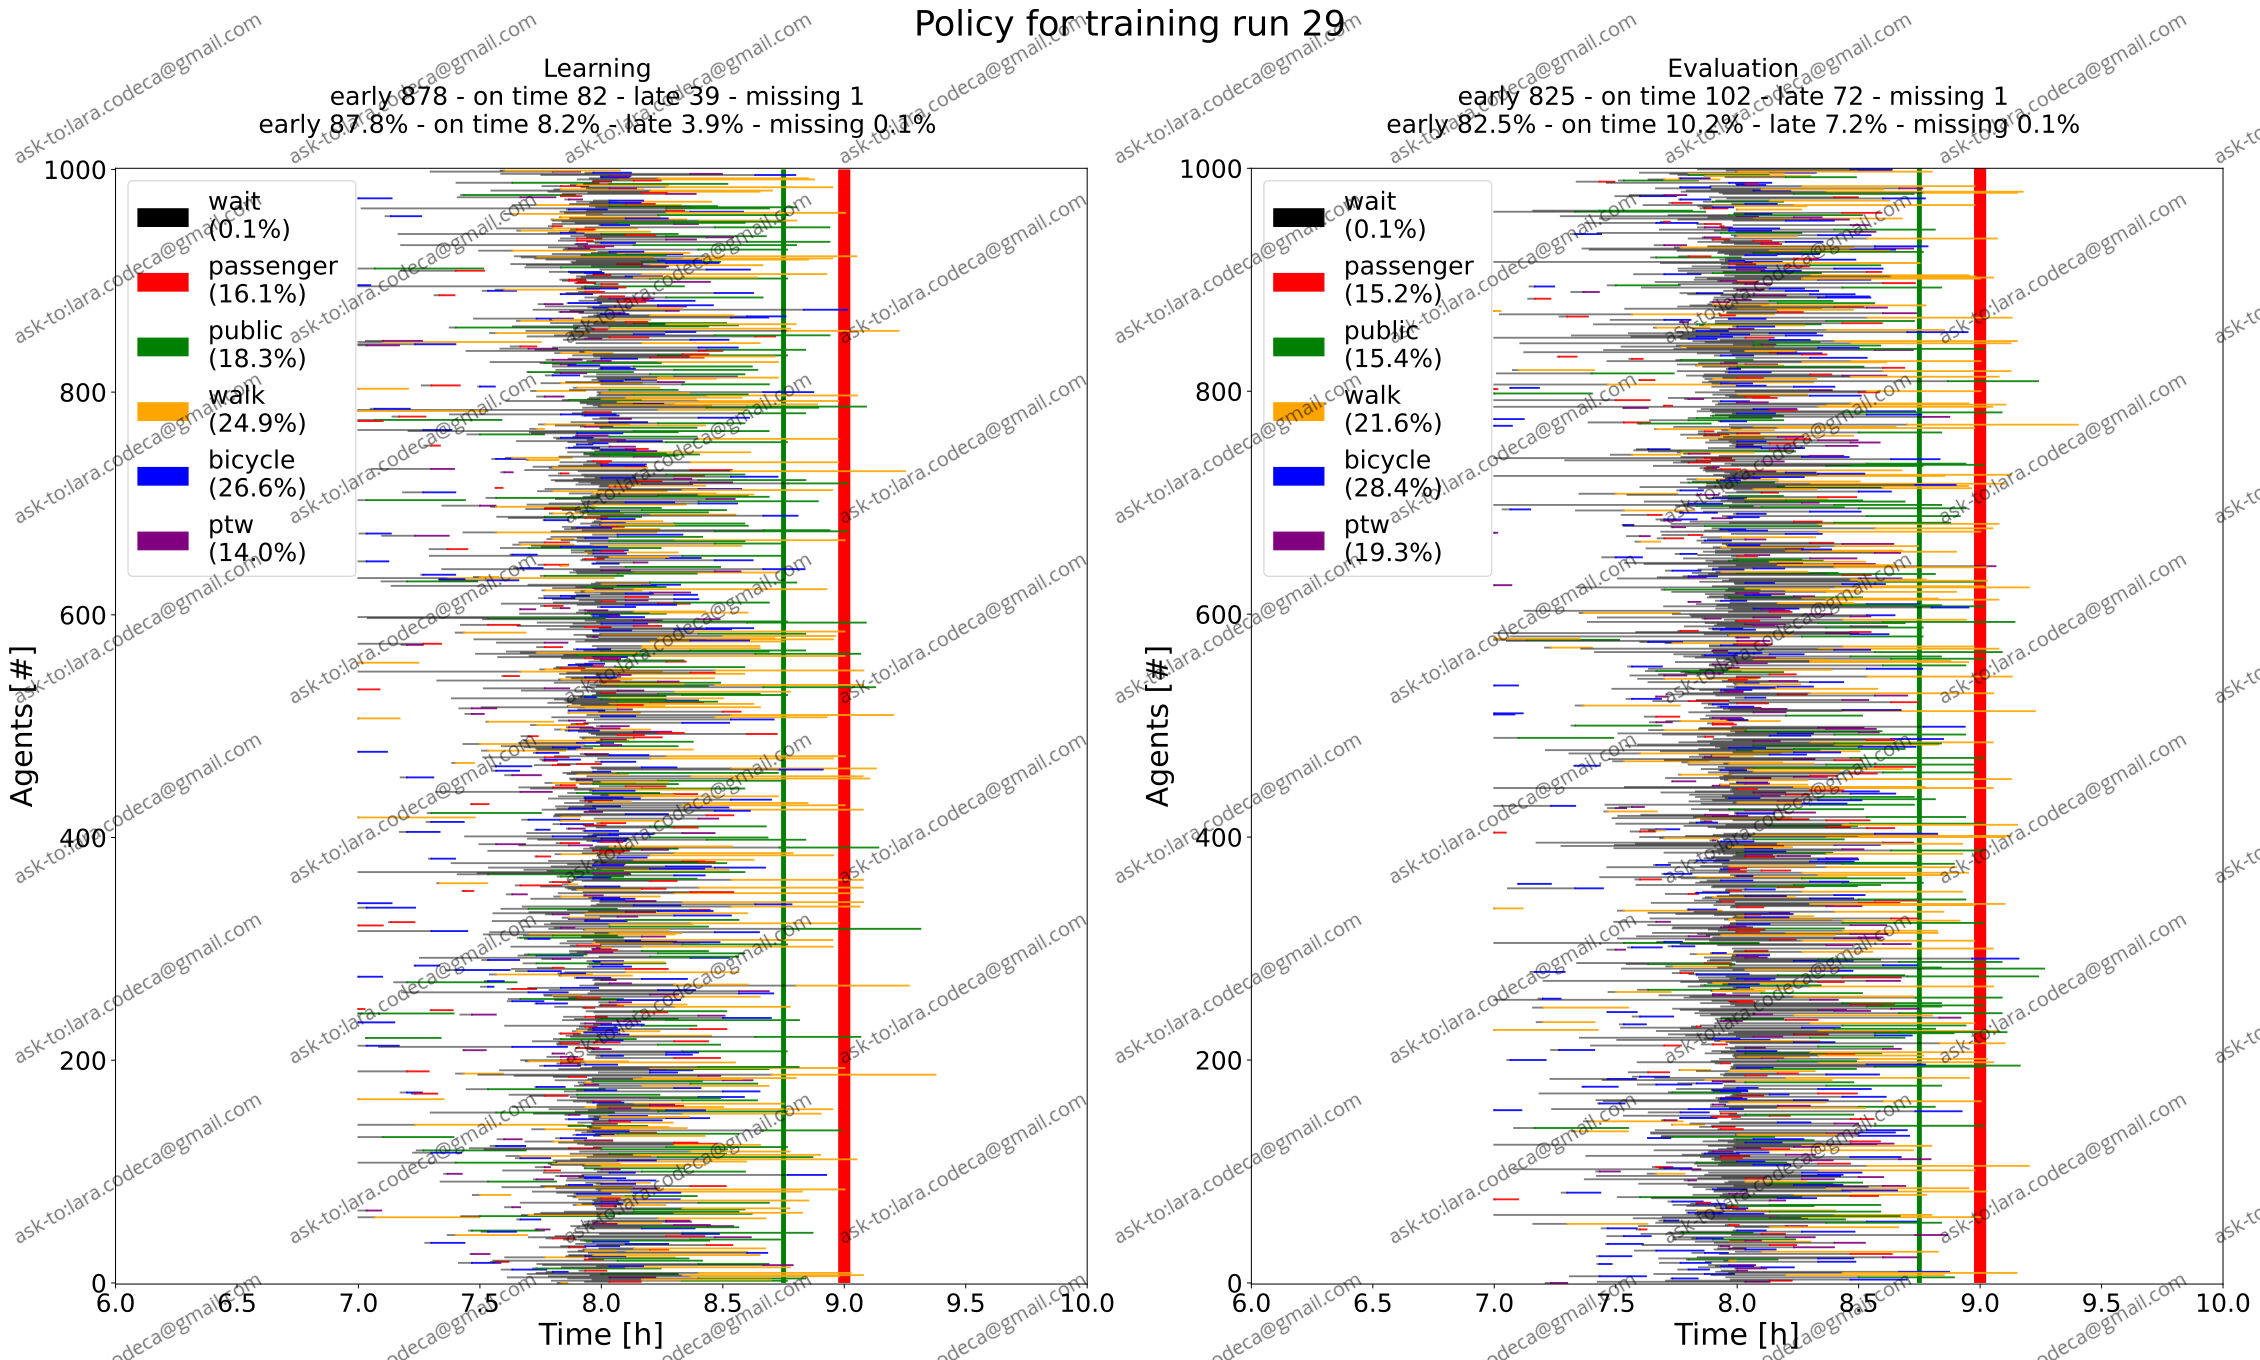 Policy for training run 29
Learning
early 878 - on time 82 - late 39 - missing 1
early 87.8% - on time 8.2% - late 3.9% - missing 0.1%
Agents [#]
1000
800
600
400
200
0
wait
(0.1%)
passenger
(16.1%)
public
(18.3%)
walk
(24.9%)
bicycle
(26.6%)
ptw
(14.0%)
6.0 6.5 7.0 7.5 8.0 8.5 9.0 9.5 10.0
Time [h]
Evaluation
early 825 - on time 102 - late 72 - missing 1
early 82.5% - on time 10.2% - late 7.2% - missing 0.1%
Agents [#]
1000
800
600
400
200
0
wait
(0.1%)
passenger
(15.2%)
public
(15.4%)
walk
(21.6%)
bicycle
(28.4%)
ptw
(19.3%)
6.0 6.5 7.0 7.5 8.0 8.5 9.0 9.5 10.0
Time [h]
ask-to:lara.codeca@gmail.com